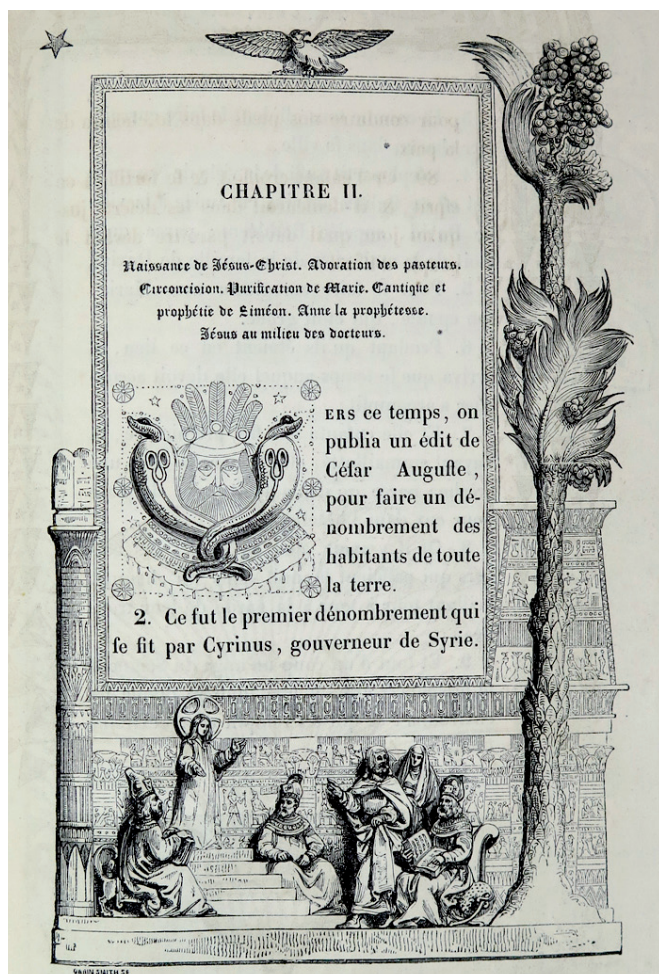 CHAPITRE II.
Naissance de Jésus-Christ. Adoration des pasteurs.
Circoncision. Purification de Marie. Cantique et
prophétie de Siméon. Anne la prophétesse.
Jésus au milieu des docteurs.
ERS ce temps, on
publia un édit de
Céſar Auguſte,
pour faire un dé-
nombrement des
habitants de toute
la terre.
2. Ce fut le premier dénombrement qui
ſe fit par Cyrinus, gouverneur de Syrie.